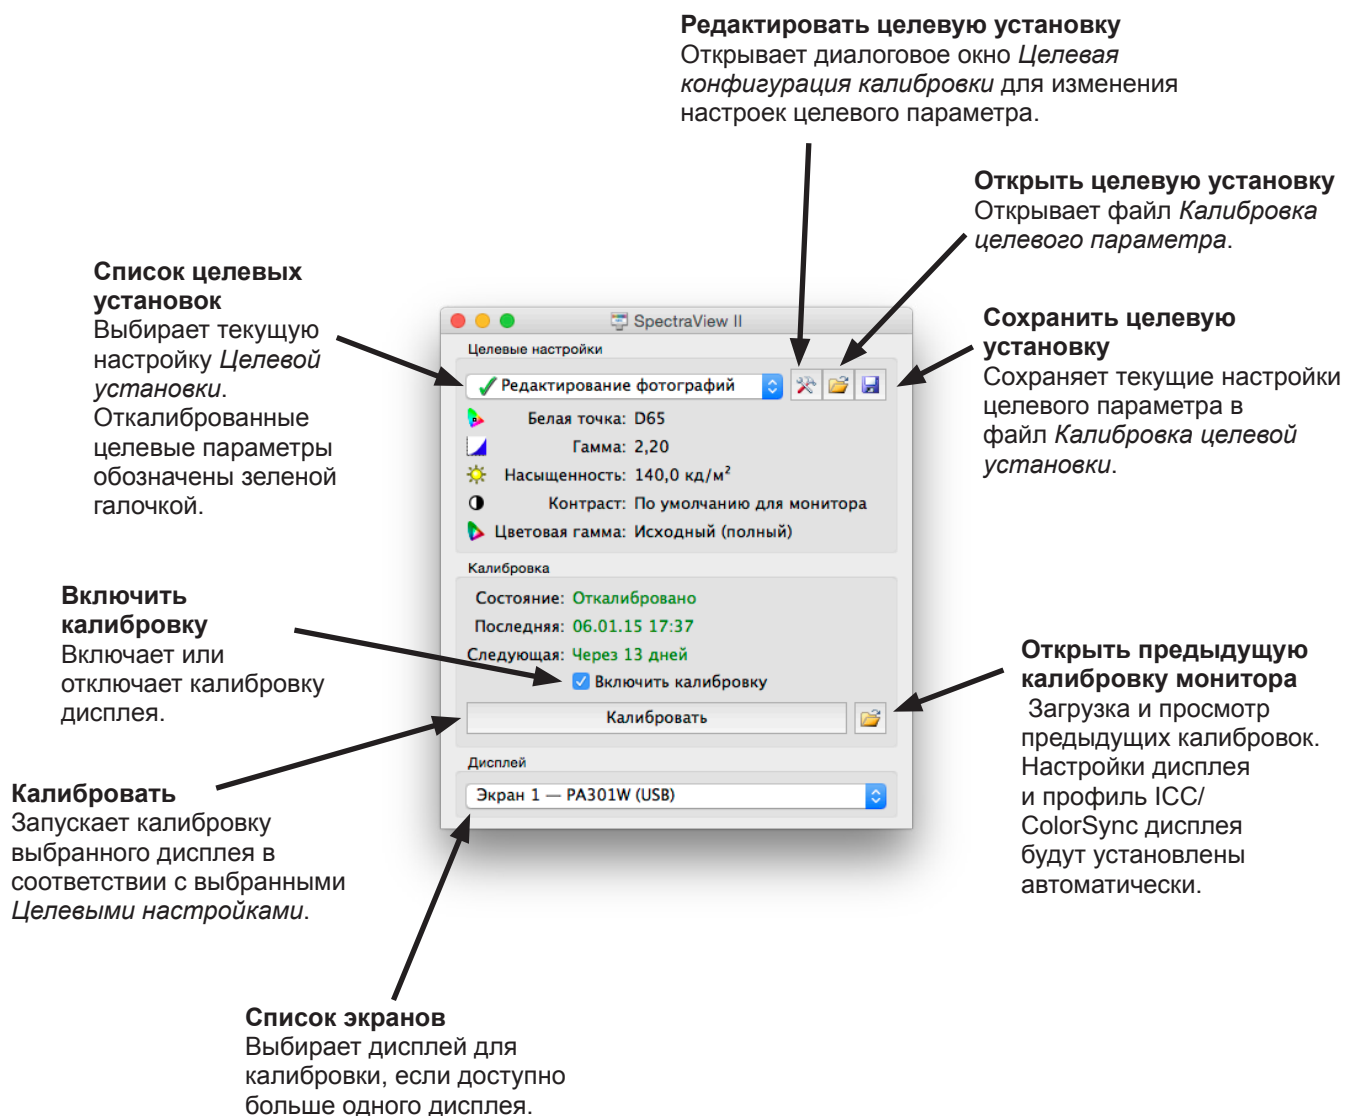 Редактировать целевую установку
Открывает диалоговое окно Целевая
конфигурация калибровки для изменения
настроек целевого параметра.
Открыть целевую установку
Открывает файл Калибровка
целевого параметра.
Список целевых
установок
Выбирает текущую
настройку Целевой
установки.
Откалиброванные
целевые параметры
обозначены зеленой
галочкой.
Сохранить целевую
установку
Сохраняет текущие настройки
целевого параметра в
файл Калибровка целевой
установки.
SpectraView II
Целевые настройки
Редактирование фотографий
Белая точка: D65
Гамма: 2,20
Насыщенность: 140,0 кд/м²
Контраст: По умолчанию для монитора
Цветовая гамма: Исходный (полный)
Калибровка
Состояние: Откалибровано
Последняя: 06.01.15 17:37
Следующая: Через 13 дней
Включить калибровку
Калибровать
Дисплей
Экран 1 — PA301W (USB)
Включить
калибровку
Включает или
отключает калибровку
дисплея.
Открыть предыдущую
калибровку монитора
Загрузка и просмотр
предыдущих калибровок.
Настройки дисплея
и профиль ICC/
ColorSync дисплея
будут установлены
автоматически.
Калибровать
Запускает калибровку
выбранного дисплея в
соответствии с выбранными
Целевыми настройками.
Список экранов
Выбирает дисплей для
калибровки, если доступно
больше одного дисплея.